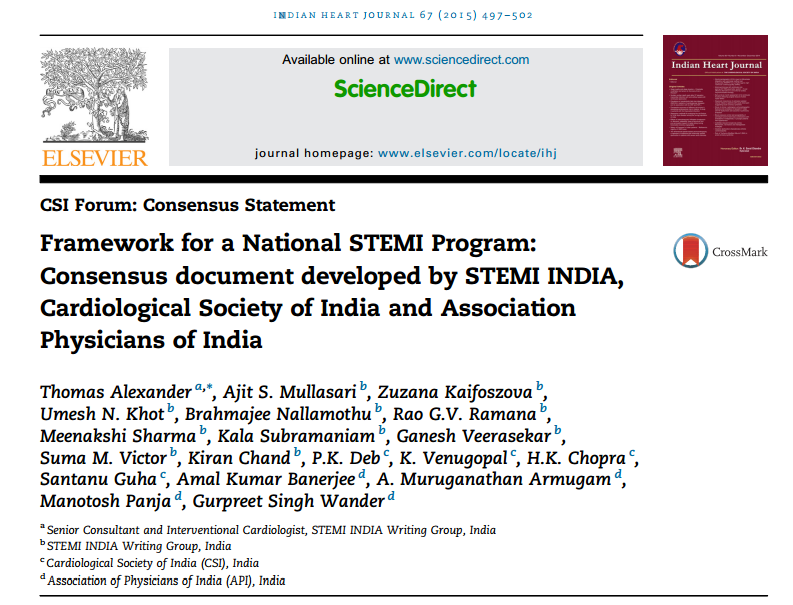 INDIAN HEART JOURNAL 67 (2015) 497–502
Available online at www.sciencedirect.com
ScienceDirect
journal homepage: www.elsevier.com/locate/ihj
ELSEVIER
Indian Heart Journal
CSI Forum: Consensus Statement
Framework for a National STEMI Program:
Consensus document developed by STEMI INDIA,
Cardiological Society of India and Association
Physicians of India
CrossMark
Thomas Alexander a,*, Ajit S. Mullasari b, Zuzana Kaifoszova b,
Umesh N. Khot b, Brahmajee Nallamothu b, Rao G.V. Ramana b,
Meenakshi Sharma b, Kala Subramaniam b, Ganesh Veerasekar b,
Suma M. Victor b, Kiran Chand b, P.K. Deb c, K. Venugopal c, H.K. Chopra c,
Santanu Guha c, Amal Kumar Banerjee d, A. Muruganathan Armugam d,
Manotosh Panja d, Gurpreet Singh Wander d
a Senior Consultant and Interventional Cardiologist, STEMI INDIA Writing Group, India
b STEMI INDIA Writing Group, India
c Cardiological Society of India (CSI), India
d Association of Physicians of India (API), India